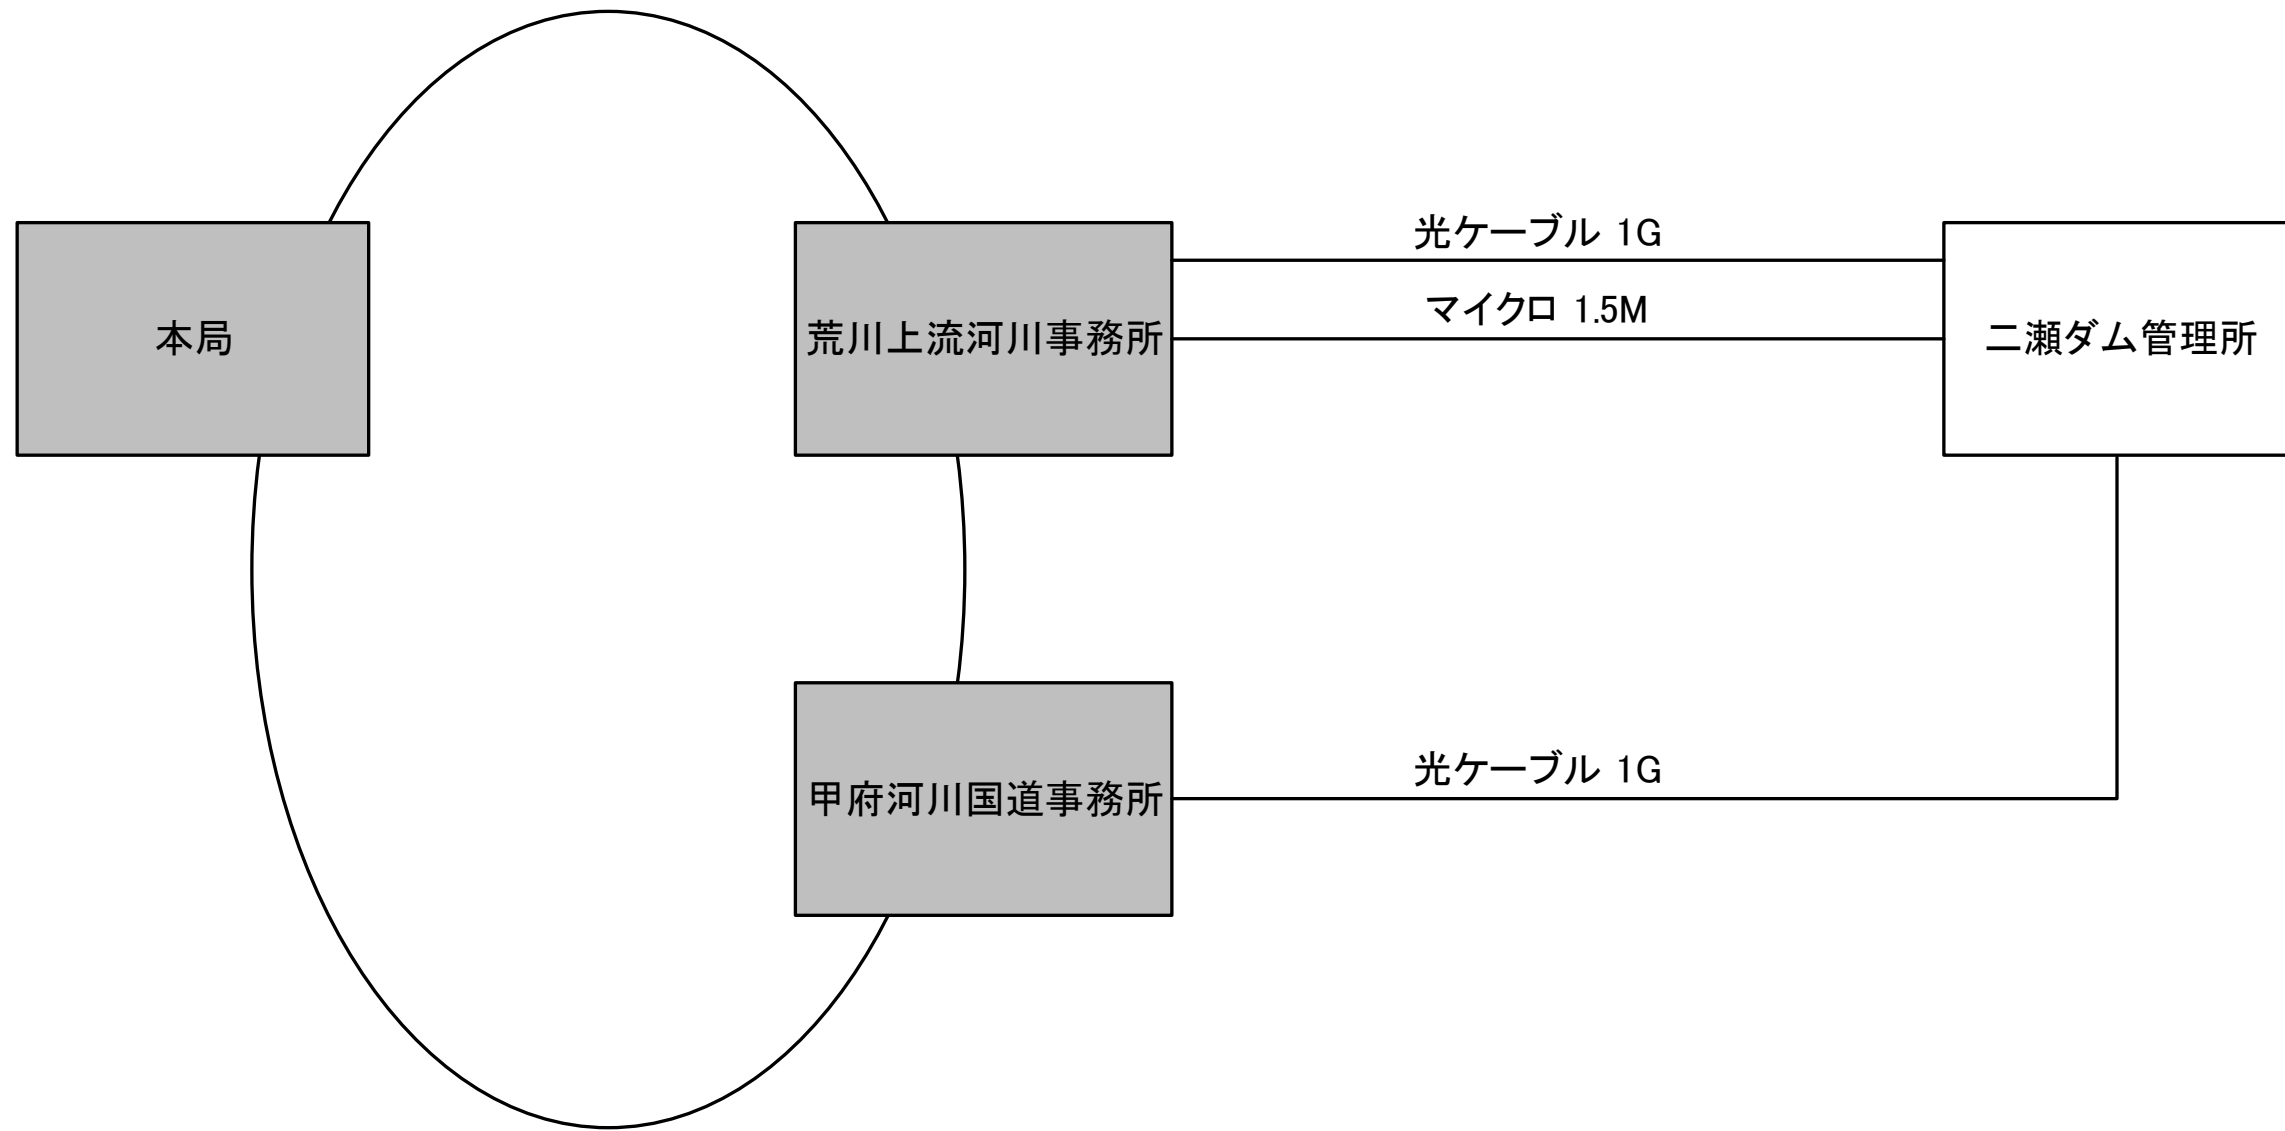 光ケーブル 1G
マイクロ 1.5M
本局
荒川上流河川事務所
二瀬ダム管理所
光ケーブル 1G
甲府河川国道事務所